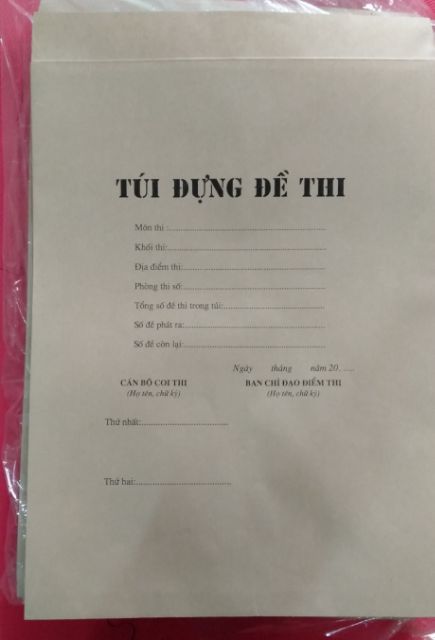 TÚI ĐỰNG ĐỀ THI
Môn thi :..........................................................
Khối thi:..........................................................
Địa điểm thi:.....................................................
Phòng thi số:.....................................................
Tổng số đề thi trong túi:......................................
Số đề phát ra:....................................................
Số đề còn lại:....................................................
Ngày tháng năm 20......
CÁN BỘ COI THI BAN CHỈ ĐẠO ĐIỂM THI
(Họ tên, chữ ký) (Họ tên, chữ ký)
Thứ nhất:................................
Thứ hai:...................................